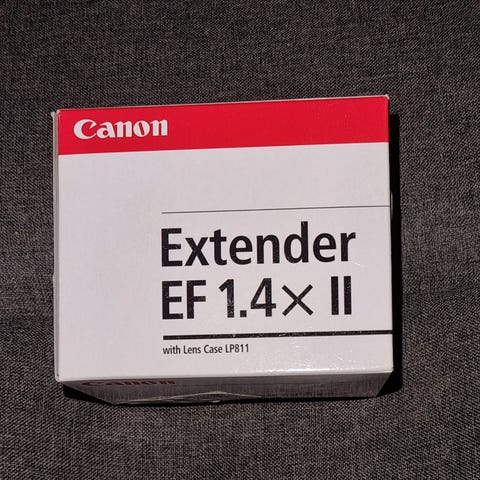 Canon
Extender
EF 1.4× II
with Lens Case LP811
Canon